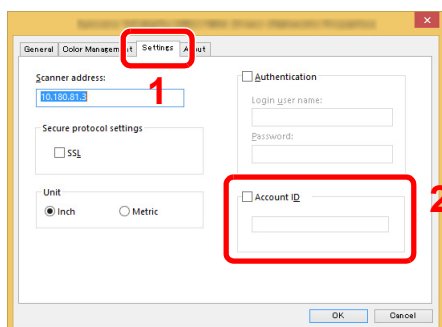 General Color Management Settings About
1
Scanner address:
10.180.81.3
Secure protocol settings
SSL
Unit
Inch Metric
Authentication
Login user name:
Password:
Account ID
2
OK Cancel